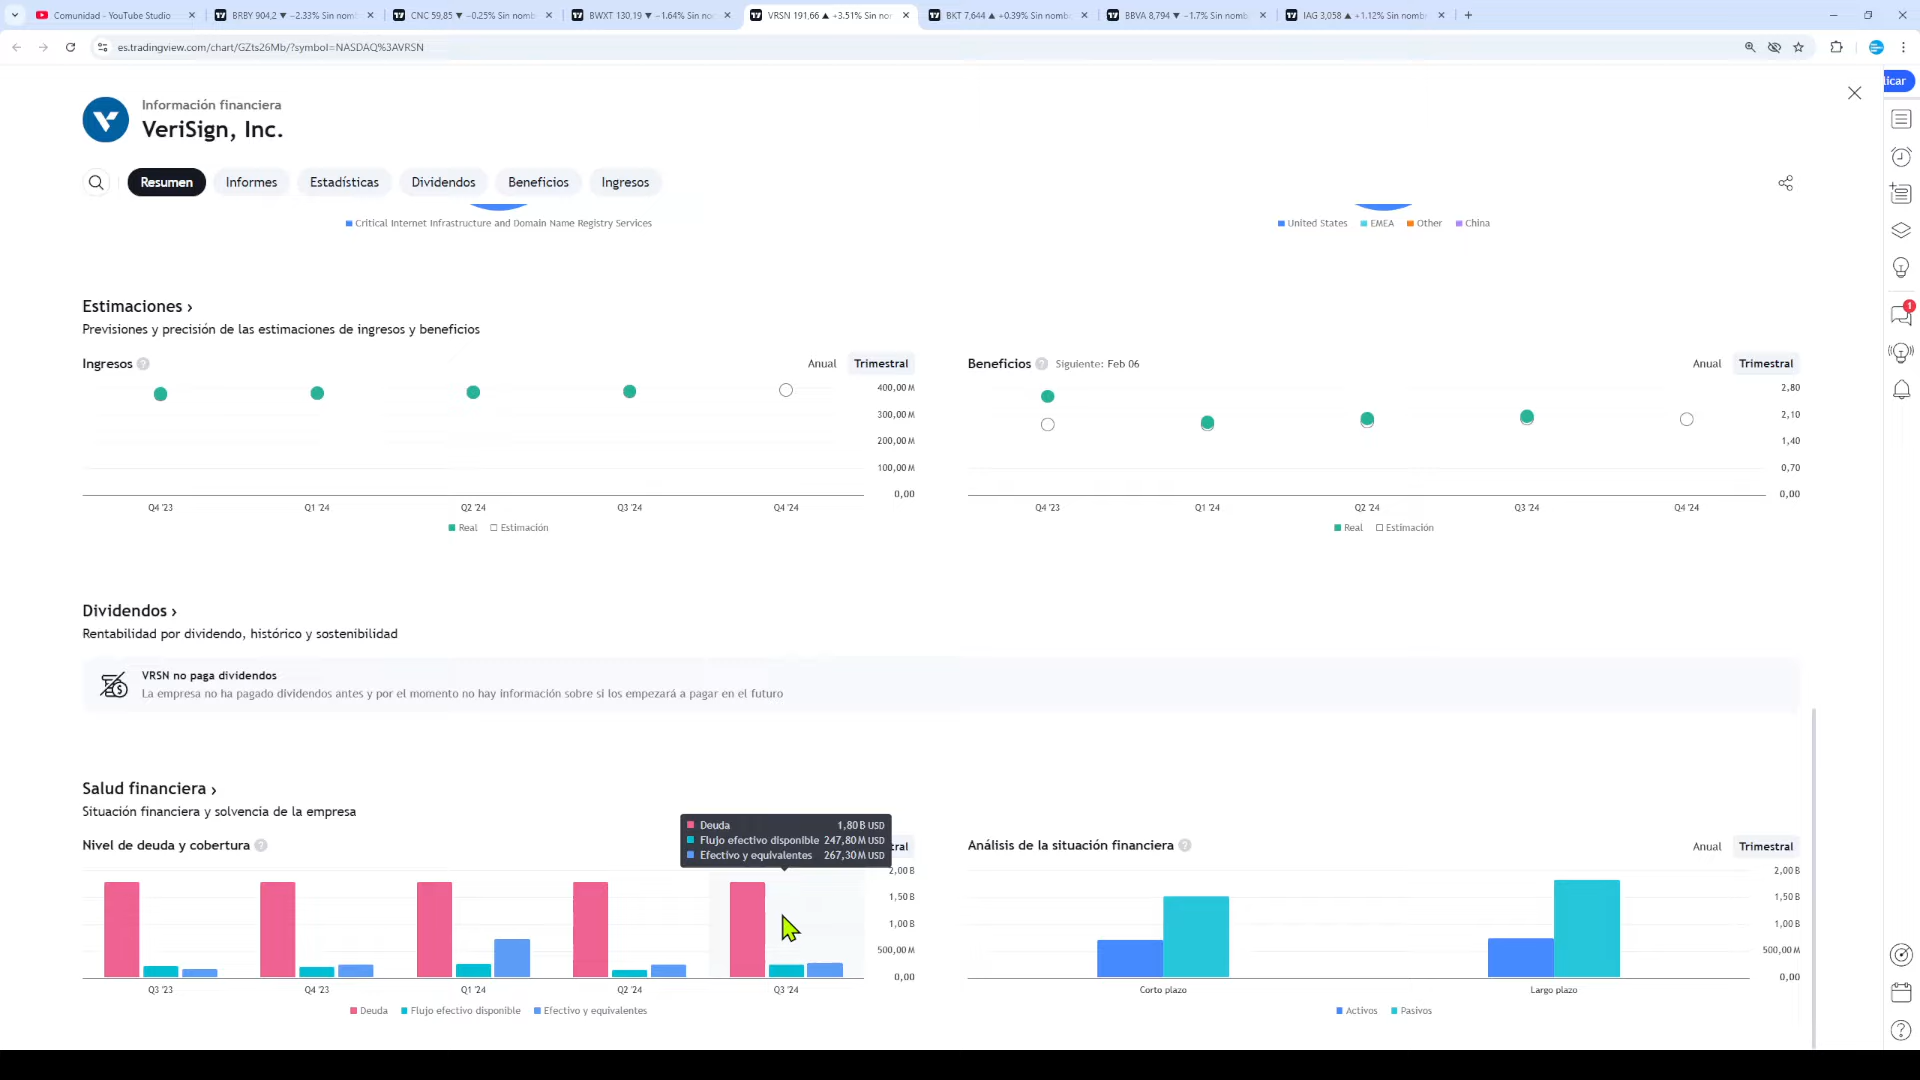 Comunidad - YouTube Studio
BRBY 904,2 ▼ −2.33% Sin nomb
CNC 59,85 ▼ −0.25% Sin nomb
BWXT 130,19 ▼ −1.64% Sin nom
VRSN 191,66 ▲ +3.51% Sin nom
BKT 7,644 ▲ +0.39% Sin nomb
BBVA 8,794 ▼ −1.7% Sin nomb
IAG 3,058 ▲ +1.12% Sin nomb
es.tradingview.com/chart/GZts26Mb/?symbol=NASDAQ%3AVRSN
licar
Información financiera
VeriSign, Inc.
Resumen
Informes
Estadísticas
Dividendos
Beneficios
Ingresos
Critical Internet Infrastructure and Domain Name Registry Services
United States EMEA Other China
1
Estimaciones ›
Previsiones y precisión de las estimaciones de ingresos y beneficios
Ingresos ?
Anual Trimestral
400,00 M
300,00 M
200,00 M
100,00 M
0,00
Q4 '23 Q1 '24 Q2 '24 Q3 '24 Q4 '24
Real Estimación
Beneficios ? Siguiente: Feb 06
Anual Trimestral
2,80
2,10
1,40
0,70
0,00
Q4 '23 Q1 '24 Q2 '24 Q3 '24 Q4 '24
Real Estimación
Dividendos ›
Rentabilidad por dividendo, histórico y sostenibilidad
VRSN no paga dividendos
La empresa no ha pagado dividendos antes y por el momento no hay información sobre si los empezará a pagar en el futuro
Salud financiera ›
Situación financiera y solvencia de la empresa
Nivel de deuda y cobertura ?
tral
Deuda 1,80 B USD
Flujo efectivo disponible 247,80 M USD
Efectivo y equivalentes 267,30 M USD
2,00 B
1,50 B
1,00 B
500,00 M
0,00
Q3 '23 Q4 '23 Q1 '24 Q2 '24 Q3 '24
Deuda Flujo efectivo disponible Efectivo y equivalentes
Análisis de la situación financiera ?
Anual Trimestral
2,00 B
1,50 B
1,00 B
500,00 M
0,00
Corto plazo Largo plazo
Activos Pasivos